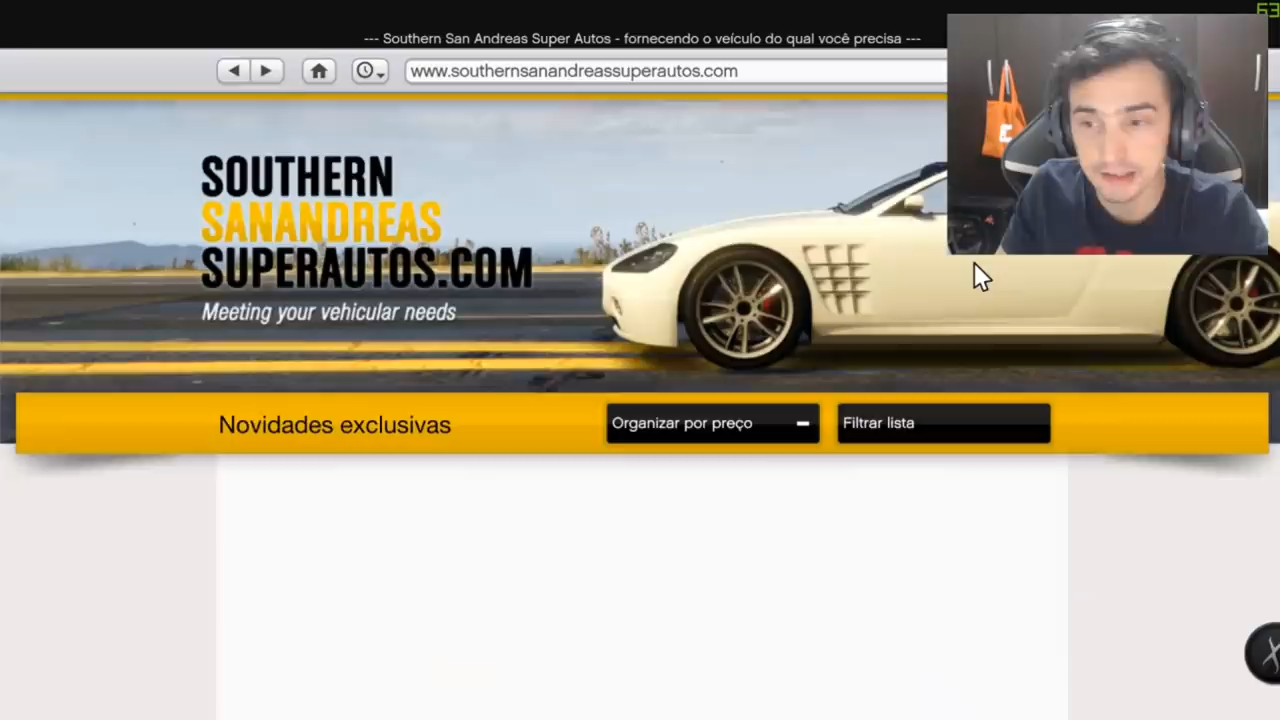 63
--- Southern San Andreas Super Autos - fornecendo o veículo do qual você precisa ---
www.southernsanandreassuperautos.com
SOUTHERN
SANANDREAS
SUPERAUTOS.COM
Meeting your vehicular needs
Novidades exclusivas
Organizar por preço
Filtrar lista